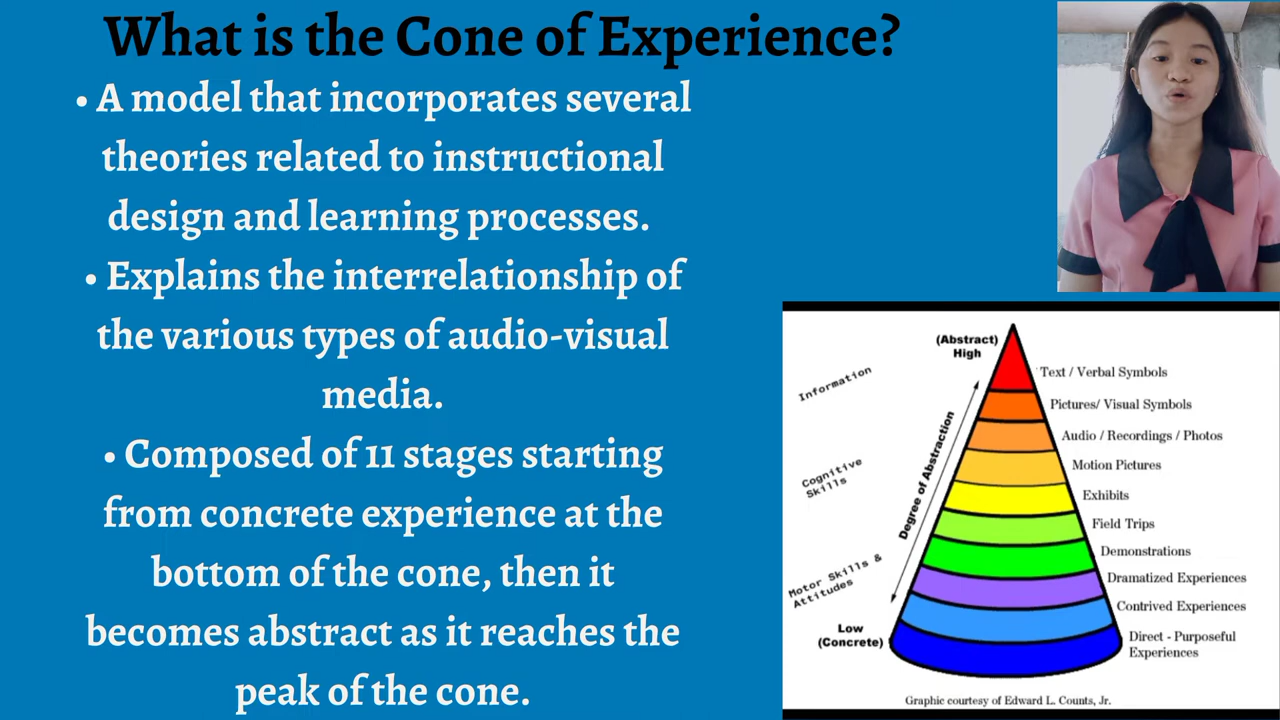 What is the Cone of Experience?
• A model that incorporates several
theories related to instructional
design and learning processes.
• Explains the interrelationship of
the various types of audio-visual
media.
• Composed of 11 stages starting
from concrete experience at the
bottom of the cone, then it
becomes abstract as it reaches the
peak of the cone.
(Abstract)
High
Information
Cognitive
Skills
Motor Skills &
Attitudes
Degree of Abstraction
Low
(Concrete)
Text / Verbal Symbols
Pictures/ Visual Symbols
Audio / Recordings / Photos
Motion Pictures
Exhibits
Field Trips
Demonstrations
Dramatized Experiences
Contrived Experiences
Direct - Purposeful
Experiences
Graphic courtesy of Edward L. Counts, Jr.